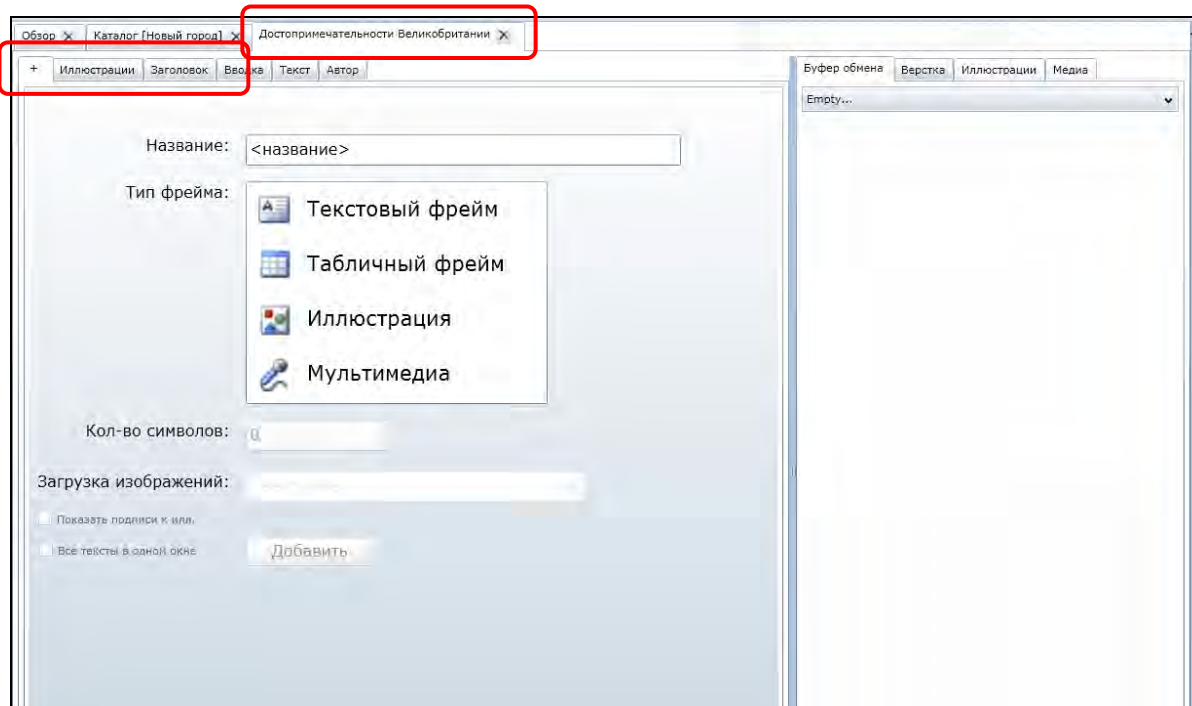 Обзор Каталог [Новый город] Достопримечательности Великобритании
+ Иллюстрации Заголовок Вводка Текст Автор
Буфер обмена Верстка Иллюстрации Медиа
Empty...
Название: <название>
Тип фрейма:
Текстовый фрейм
Табличный фрейм
Иллюстрация
Мультимедиа
Кол-во символов: 0
Загрузка изображений:
Показать подписи к илл.
Все тексты в одной окне Добавить